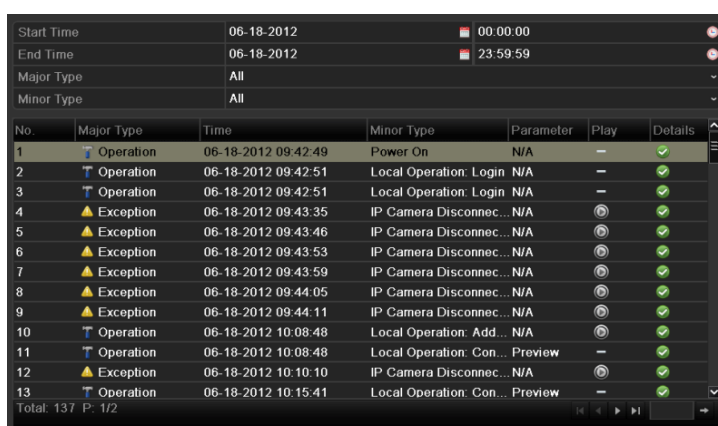 Start Time 06-18-2012 00:00:00
End Time 06-18-2012 23:59:59
Major Type All
Minor Type All
No. Major Type Time Minor Type Parameter Play Details
1 Operation 06-18-2012 09:42:49 Power On N/A –
2 Operation 06-18-2012 09:42:51 Local Operation: Login N/A –
3 Operation 06-18-2012 09:42:51 Local Operation: Login N/A –
4 Exception 06-18-2012 09:43:35 IP Camera Disconnec... N/A
5 Exception 06-18-2012 09:43:46 IP Camera Disconnec... N/A
6 Exception 06-18-2012 09:43:53 IP Camera Disconnec... N/A
7 Exception 06-18-2012 09:43:59 IP Camera Disconnec... N/A
8 Exception 06-18-2012 09:44:05 IP Camera Disconnec... N/A
9 Exception 06-18-2012 09:44:11 IP Camera Disconnec... N/A
10 Operation 06-18-2012 10:08:48 Local Operation: Add... N/A
11 Operation 06-18-2012 10:08:48 Local Operation: Con... Preview –
12 Exception 06-18-2012 10:10:10 IP Camera Disconnec... N/A
13 Operation 06-18-2012 10:15:41 Local Operation: Con... Preview –
Total: 137 P: 1/2